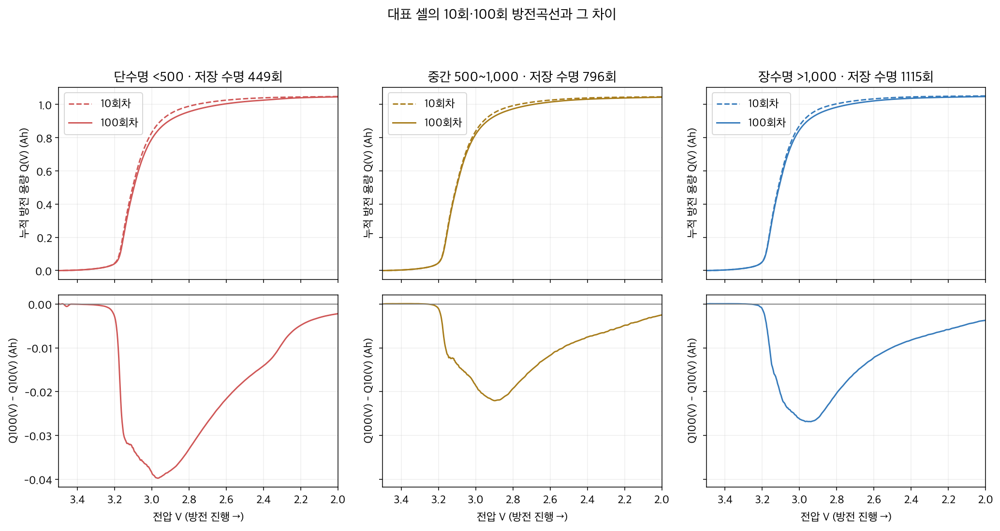 대표 셀의 10회·100회 방전곡선과 그 차이
단수명 <500 · 저장 수명 449회
중간 500~1,000 · 저장 수명 796회
장수명 >1,000 · 저장 수명 1115회
누적 방전 용량 Q(V) (Ah)
1.0
0.8
0.6
0.4
0.2
0.0
10회차
100회차
누적 방전 용량 Q(V) (Ah)
10회차
100회차
누적 방전 용량 Q(V) (Ah)
10회차
100회차
Q100(V) - Q10(V) (Ah)
0.00
-0.01
-0.02
-0.03
-0.04
3.4 3.2 3.0 2.8 2.6 2.4 2.2 2.0
전압 V (방전 진행 →)
Q100(V) - Q10(V) (Ah)
3.4 3.2 3.0 2.8 2.6 2.4 2.2 2.0
전압 V (방전 진행 →)
Q100(V) - Q10(V) (Ah)
3.4 3.2 3.0 2.8 2.6 2.4 2.2 2.0
전압 V (방전 진행 →)